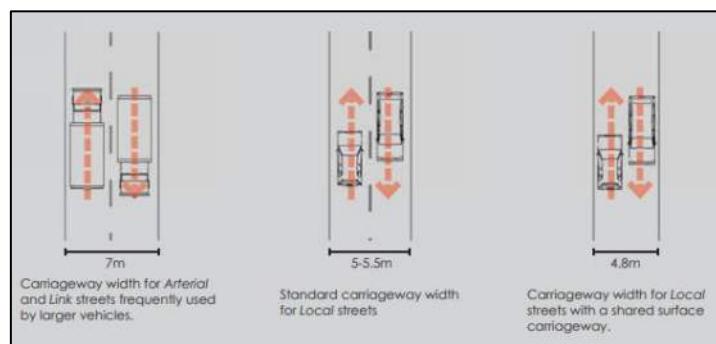 7m
Carriageway width for Arterial
and Link streets frequently used
by larger vehicles.
5-5.5m
Standard carriageway width
for Local streets
4.8m
Carriageway width for Local
streets with a shared surface
carriageway.